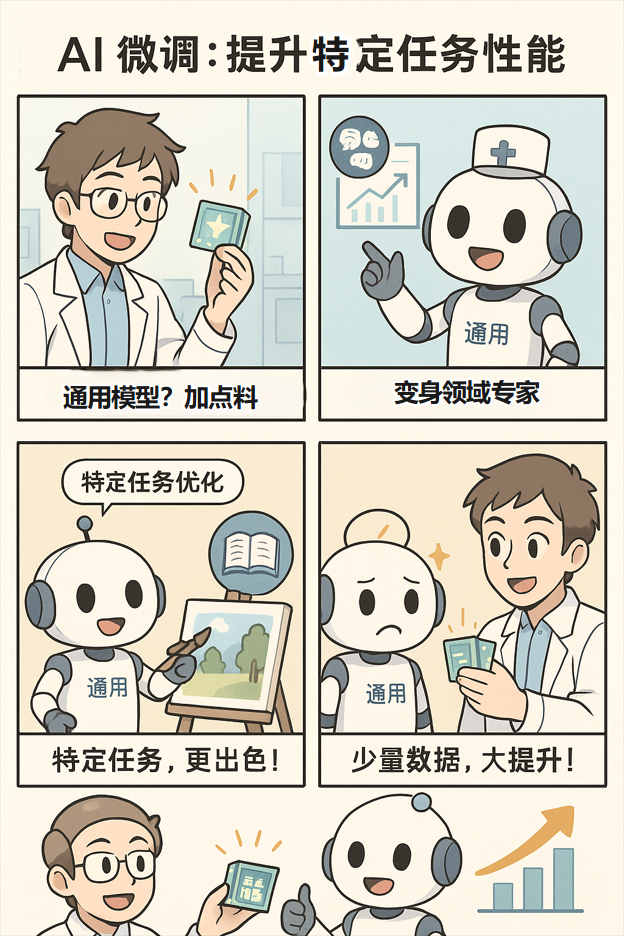 AI 微调：提升特定任务性能
通用
通用模型？加点料
变身领域专家
特定任务优化
通用
通用
特定任务，更出色！
少量数据，大提升！